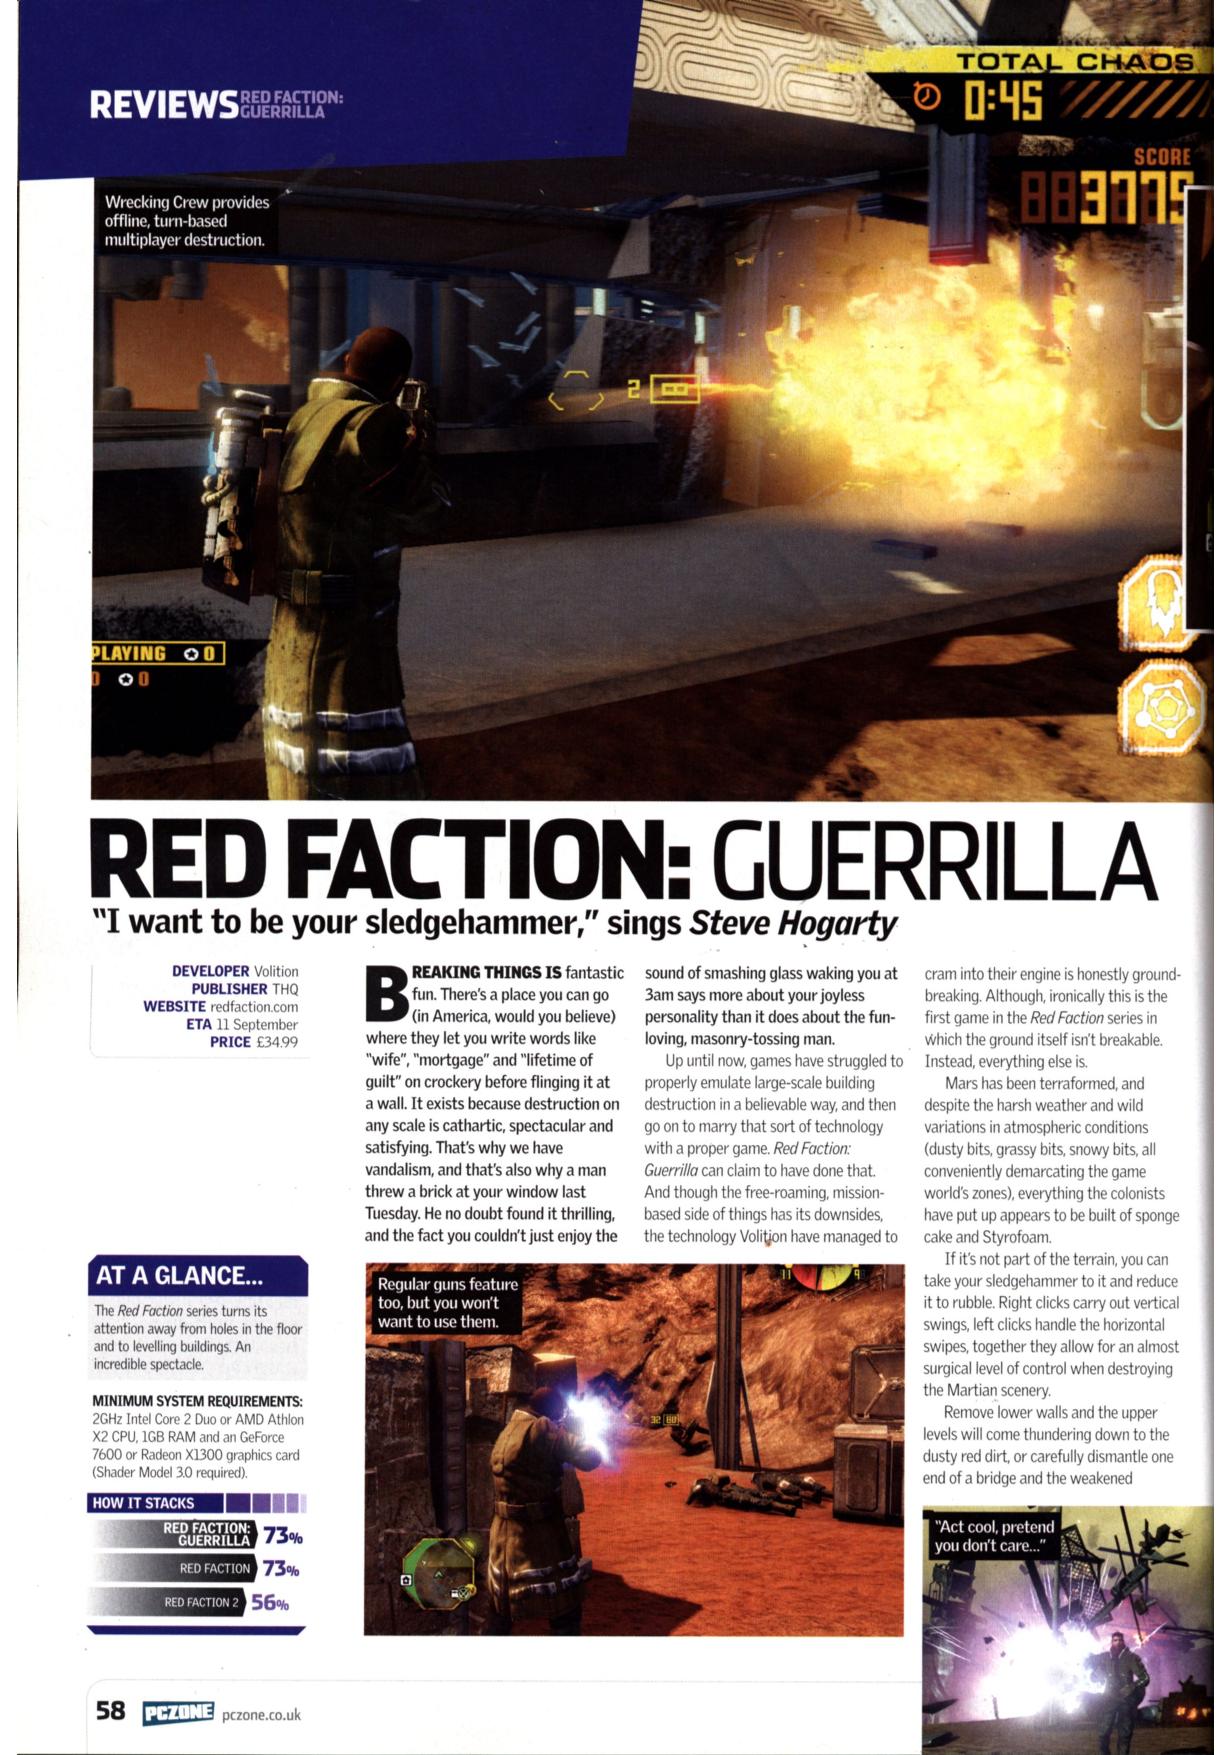 REVIEWS RED FACTION:
GUERRILLA
TOTAL CHAOS
0:45
SCORE
883775
Wrecking Crew provides
offline, turn-based
multiplayer destruction.
2
PLAYING 0
0 0
RED FACTION: GUERRILLA
"I want to be your sledgehammer," sings Steve Hogarty
DEVELOPER Volition
PUBLISHER THQ
WEBSITE redfaction.com
ETA 11 September
PRICE £34.99
BREAKING THINGS IS fantastic
fun. There's a place you can go
(in America, would you believe)
where they let you write words like
"wife", "mortgage" and "lifetime of
guilt" on crockery before flinging it at
a wall. It exists because destruction on
any scale is cathartic, spectacular and
satisfying. That's why we have
vandalism, and that's also why a man
threw a brick at your window last
Tuesday. He no doubt found it thrilling,
and the fact you couldn't just enjoy the
sound of smashing glass waking you at
3am says more about your joyless
personality than it does about the fun-
loving, masonry-tossing man.
Up until now, games have struggled to
properly emulate large-scale building
destruction in a believable way, and then
go on to marry that sort of technology
with a proper game. Red Faction:
Guerrilla can claim to have done that.
And though the free-roaming, mission-
based side of things has its downsides,
the technology Volition have managed to
cram into their engine is honestly ground-
breaking. Although, ironically this is the
first game in the Red Faction series in
which the ground itself isn't breakable.
Instead, everything else is.
Mars has been terraformed, and
despite the harsh weather and wild
variations in atmospheric conditions
(dusty bits, grassy bits, snowy bits, all
conveniently demarcating the game
world's zones), everything the colonists
have put up appears to be built of sponge
cake and Styrofoam.
If it's not part of the terrain, you can
take your sledgehammer to it and reduce
it to rubble. Right clicks carry out vertical
swings, left clicks handle the horizontal
swipes, together they allow for an almost
surgical level of control when destroying
the Martian scenery.
Remove lower walls and the upper
levels will come thundering down to the
dusty red dirt, or carefully dismantle one
end of a bridge and the weakened
AT A GLANCE...
The Red Faction series turns its
attention away from holes in the floor
and to levelling buildings. An
incredible spectacle.
MINIMUM SYSTEM REQUIREMENTS:
2GHz Intel Core 2 Duo or AMD Athlon
X2 CPU, 1GB RAM and an GeForce
7600 or Radeon X1300 graphics card
(Shader Model 3.0 required).
HOW IT STACKS
RED FACTION:
GUERRILLA 73%
RED FACTION 73%
RED FACTION 2 56%
Regular guns feature
too, but you won't
want to use them.
11
32 80
"Act cool, pretend
you don't care..."
58 PCZONE pczone.co.uk